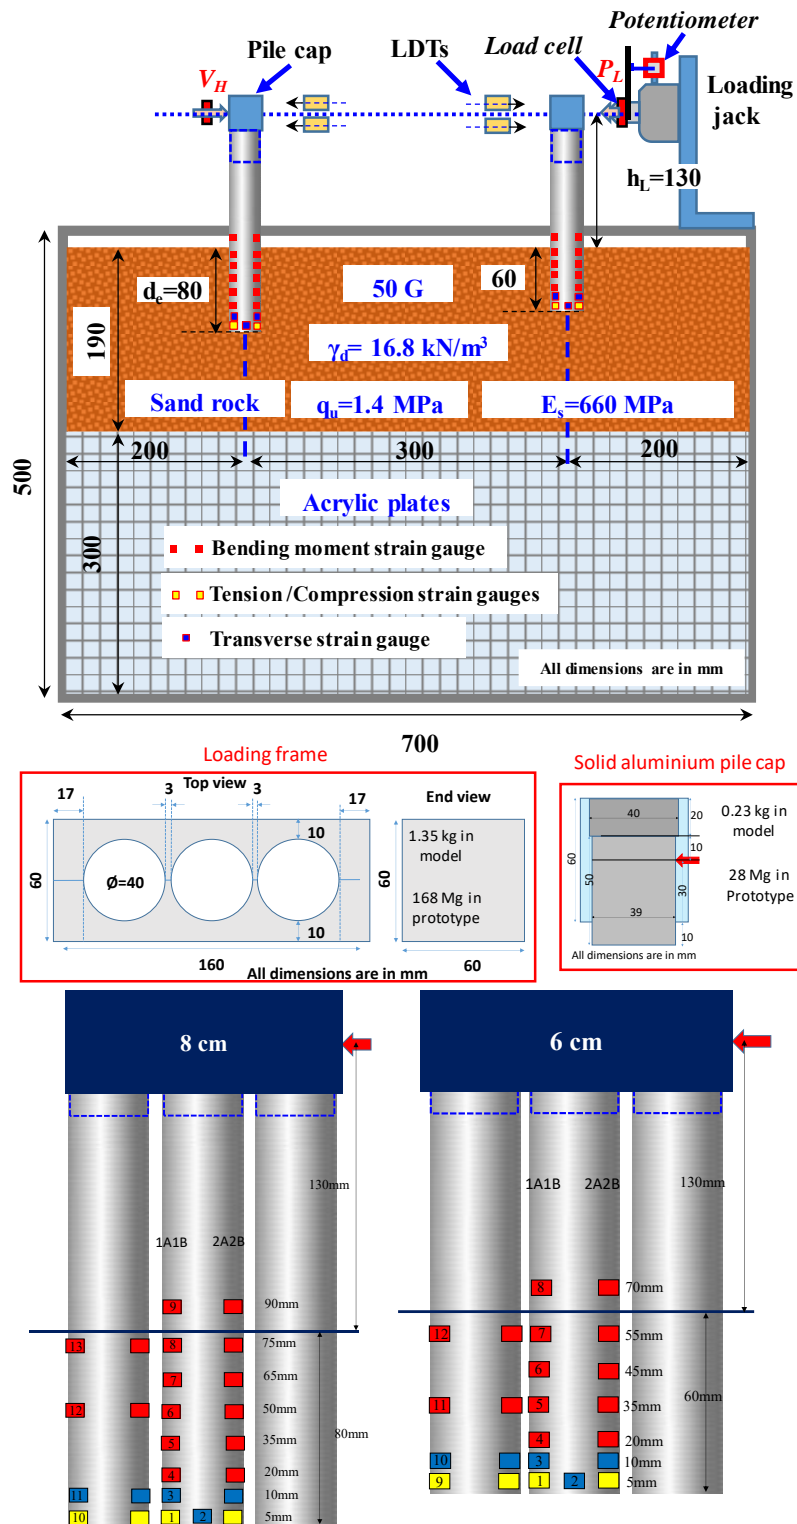 Potentiometer
Pile cap
LDTs
Load cell
V_H
P_L
Loading
jack
h_L=130
d_e=80
50 G
60
190
γ_d= 16.8 kN/m³
Sand rock
q_u=1.4 MPa
E_s=660 MPa
200
300
200
500
Acrylic plates
300
Bending moment strain gauge
Tension /Compression strain gauges
Transverse strain gauge
All dimensions are in mm
700
Loading frame
Solid aluminium pile cap
17
3
Top view
3
17
End view
60
Ø=40
10
10
60
1.35 kg in
model
168 Mg in
prototype
160
60
All dimensions are in mm
40
20
10
60
50
30
39
10
0.23 kg in
model
28 Mg in
Prototype
All dimensions are in mm
8 cm
130mm
1A1B
2A2B
9
90mm
13
8
75mm
7
65mm
12
6
50mm
5
35mm
80mm
4
20mm
11
3
10mm
10
1
2
5mm
6 cm
1A1B
2A2B
130mm
8
70mm
12
7
55mm
6
45mm
60mm
11
5
35mm
4
20mm
10
3
10mm
9
1
2
5mm